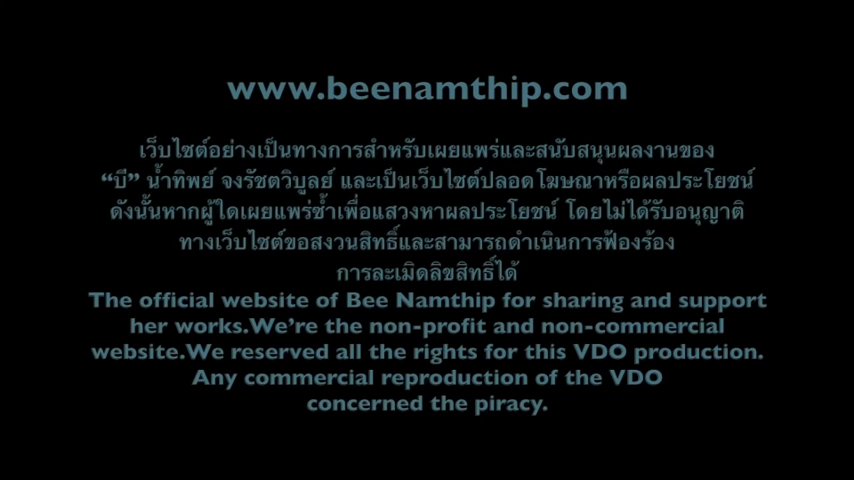 www.beenamthip.com
เว็บไซต์อย่างเป็นทางการสำหรับเผยแพร่และสนับสนุนผลงานของ
“บี” น้ำทิพย์ จงรัชตวิบูลย์ และเป็นเว็บไซต์ปลอดโฆษณาหรือผลประโยชน์
ดังนั้นหากผู้ใดเผยแพร่ซ้ำเพื่อแสวงหาผลประโยชน์ โดยไม่ได้รับอนุญาติ
ทางเว็บไซต์ขอสงวนสิทธิ์และสามารถดำเนินการฟ้องร้อง
การละเมิดลิขสิทธิ์ได้
The official website of Bee Namthip for sharing and support
her works.We’re the non-profit and non-commercial
website.We reserved all the rights for this VDO production.
Any commercial reproduction of the VDO
concerned the piracy.